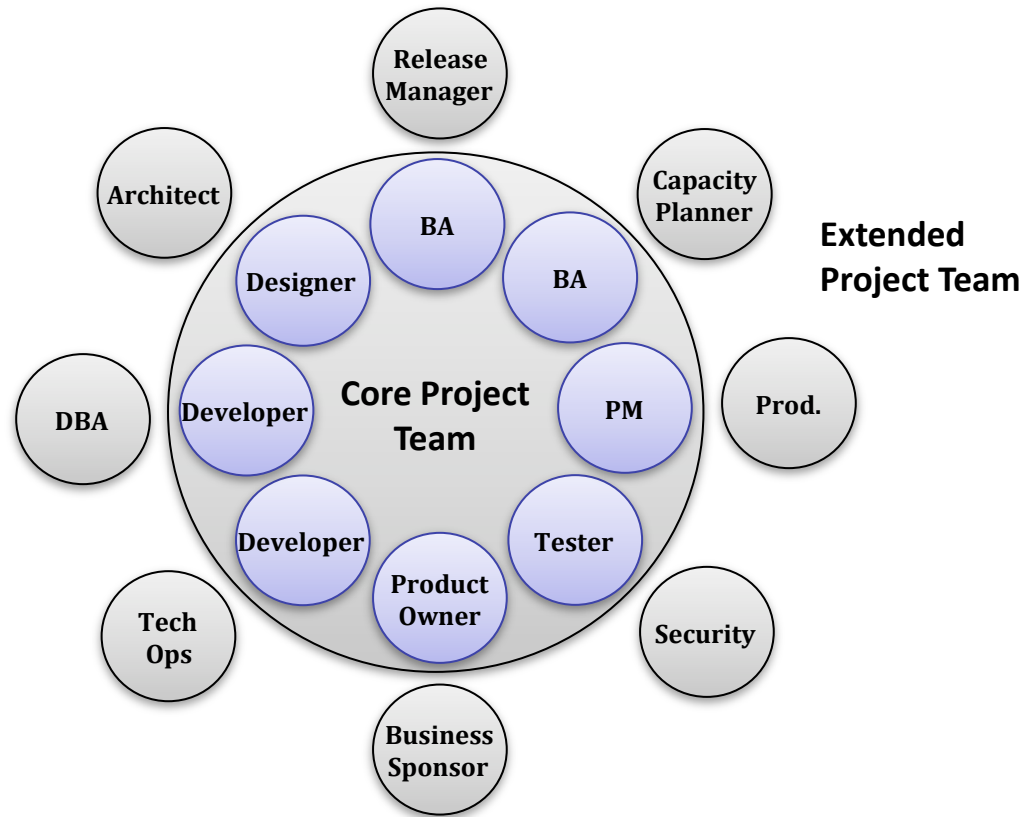 Release
Manager
Architect
Capacity
Planner
BA
Extended
Project Team
Designer
BA
Core Project
Team
DBA
Developer
PM
Prod.
Developer
Tester
Product
Owner
Tech
Ops
Security
Business
Sponsor